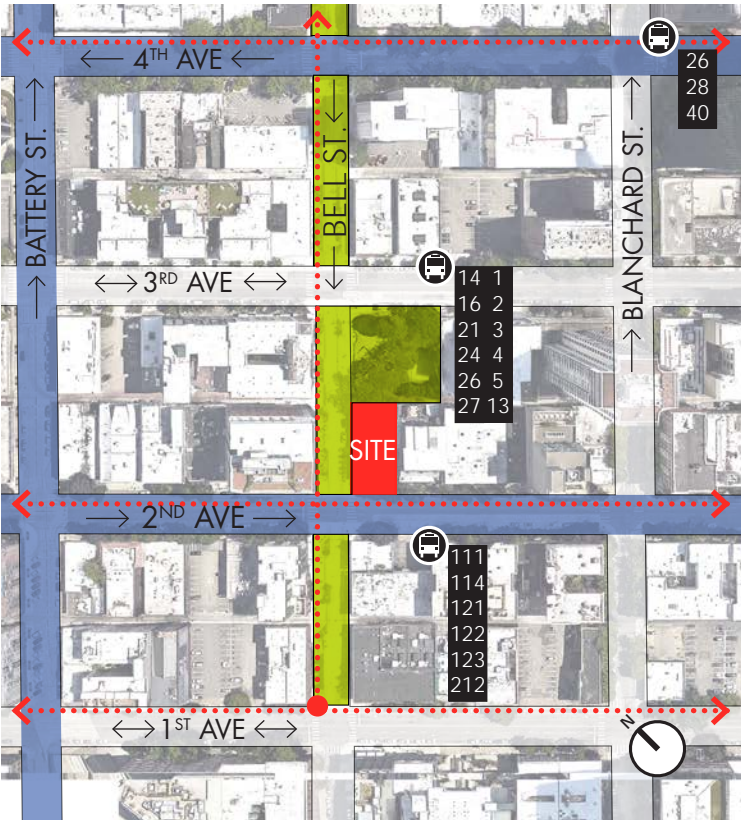 4TH AVE
26
28
40
BATTERY ST.
BELL ST.
BLANCHARD ST.
3RD AVE
14 1
16 2
21 3
24 4
26 5
27 13
SITE
2ND AVE
111
114
121
122
123
212
1ST AVE
N